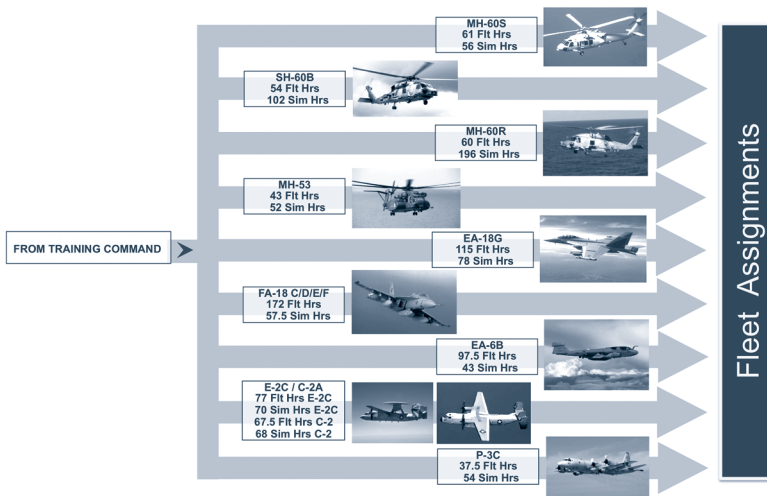 MH-60S
61 Flt Hrs
56 Sim Hrs
SH-60B
54 Flt Hrs
102 Sim Hrs
MH-60R
60 Flt Hrs
196 Sim Hrs
MH-53
43 Flt Hrs
52 Sim Hrs
FROM TRAINING COMMAND
EA-18G
115 Flt Hrs
78 Sim Hrs
FA-18 C/D/E/F
172 Flt Hrs
57.5 Sim Hrs
EA-6B
97.5 Flt Hrs
43 Sim Hrs
E-2C / C-2A
77 Flt Hrs E-2C
70 Sim Hrs E-2C
67.5 Flt Hrs C-2
68 Sim Hrs C-2
P-3C
37.5 Flt Hrs
54 Sim Hrs
Fleet Assignments